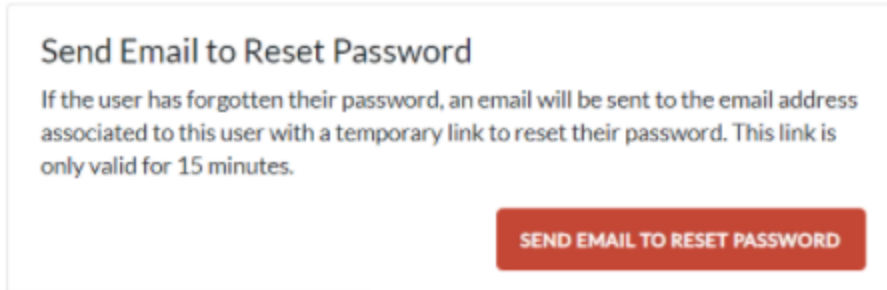 Send Email to Reset Password
If the user has forgotten their password, an email will be sent to the email address
associated to this user with a temporary link to reset their password. This link is
only valid for 15 minutes.
SEND EMAIL TO RESET PASSWORD